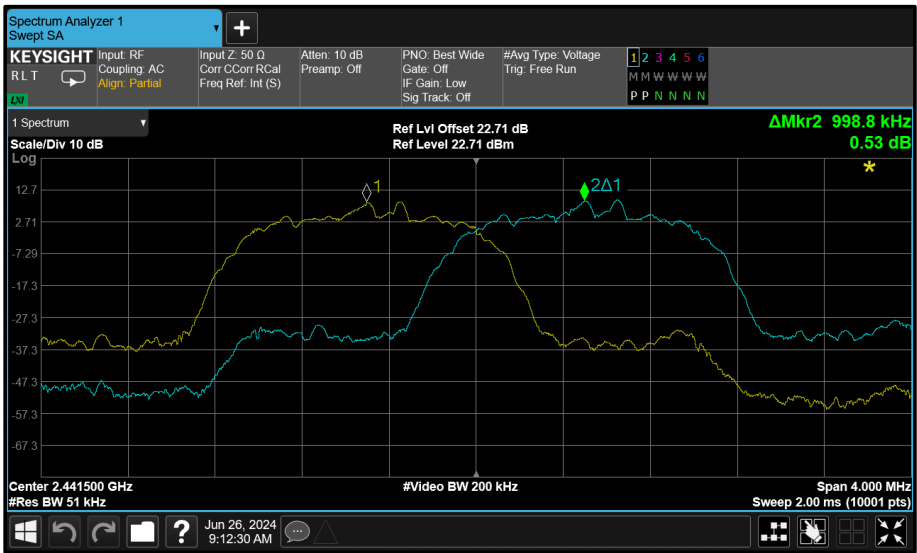 Spectrum Analyzer 1
Swept SA
+
KEYSIGHT Input: RF Input Z: 50 Ω Atten: 10 dB PNO: Best Wide #Avg Type: Voltage 1 2 3 4 5 6
RLT Coupling: AC Corr CCorr RCal Preamp: Off Gate: Off Trig: Free Run M M W W W W
Align: Partial Freq Ref: Int (S) IF Gain: Low P P N N N N
LXI Sig Track: Off
1 Spectrum Ref Lvl Offset 22.71 dB ΔMkr2 998.8 kHz
Scale/Div 10 dB Ref Level 22.71 dBm 0.53 dB
Log
*
1
2Δ1
12.7
2.71
-7.29
-17.3
-27.3
-37.3
-47.3
-57.3
-67.3
Center 2.441500 GHz #Video BW 200 kHz Span 4.000 MHz
#Res BW 51 kHz Sweep 2.00 ms (10001 pts)
? Jun 26, 2024
9:12:30 AM